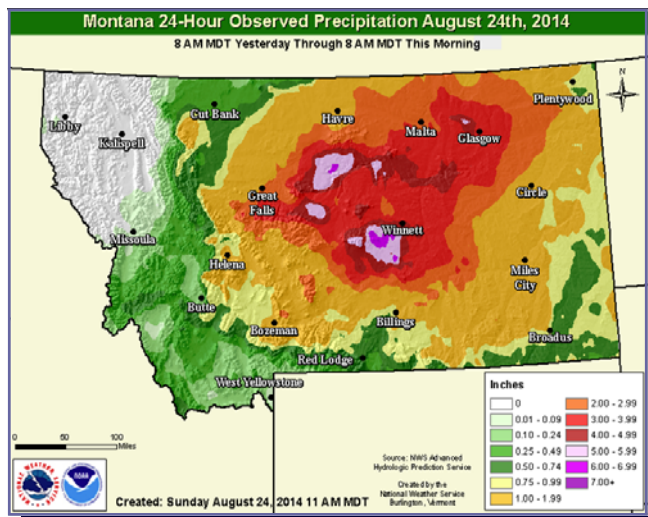 Montana 24-Hour Observed Precipitation August 24th, 2014
8 AM MDT Yesterday Through 8 AM MDT This Morning
N
Plentywood
Libby
Cut Bank
Havre
Malta
Kalispell
Glasgow
Great
Falls
Circle
Missoula
Winnett
Helena
Miles
City
Butte
Bozeman
Billings
Broadus
Red Lodge
West Yellowstone
Inches
0
0.01 - 0.09
0.10 - 0.24
0.25 - 0.49
0.50 - 0.74
0.75 - 0.99
1.00 - 1.99
2.00 - 2.99
3.00 - 3.99
4.00 - 4.99
5.00 - 5.99
6.00 - 6.99
7.00+
0 50 100
Miles
Source: NWS Advanced
Hydrologic Prediction Service
Created by the
National Weather Service
Burlington, Vermont
NATIONAL WEATHER SERVICE
NOAA
Created: Sunday August 24, 2014 11 AM MDT